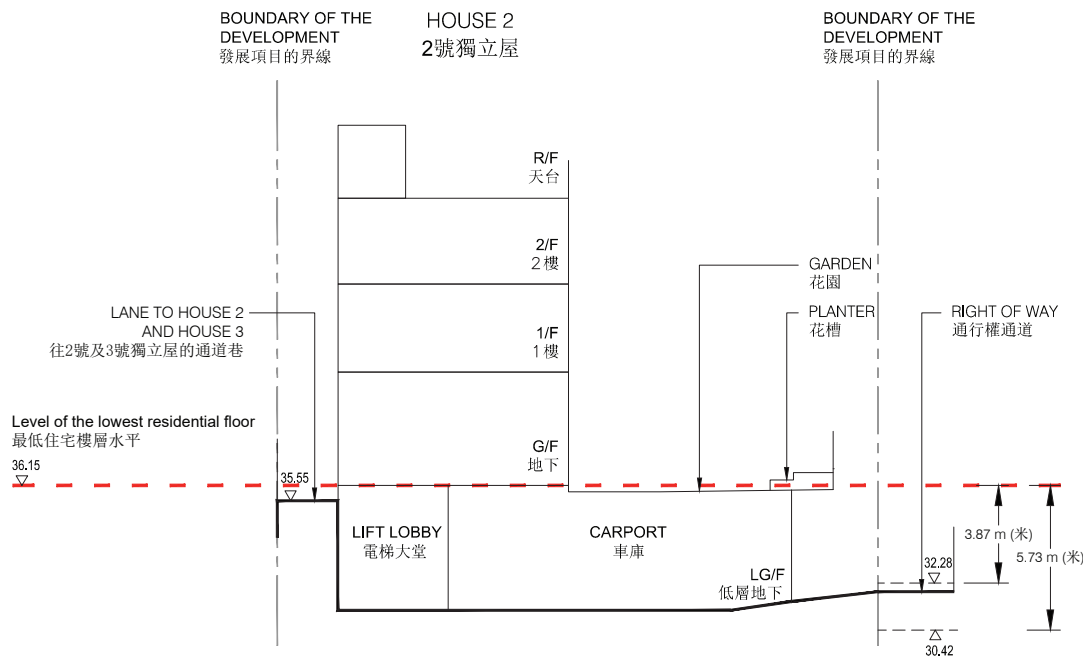 BOUNDARY OF THE
DEVELOPMENT
發展項目的界線
HOUSE 2
2號獨立屋
BOUNDARY OF THE
DEVELOPMENT
發展項目的界線
R/F
天台
2/F
2樓
GARDEN
花園
LANE TO HOUSE 2
AND HOUSE 3
往2號及3號獨立屋的通道巷
1/F
1樓
PLANTER
花槽
RIGHT OF WAY
通行權通道
Level of the lowest residential floor
最低住宅樓層水平
36.15
35.55
G/F
地下
LIFT LOBBY
電梯大堂
CARPORT
車庫
LG/F
低層地下
3.87 m (米)
5.73 m (米)
32.28
30.42